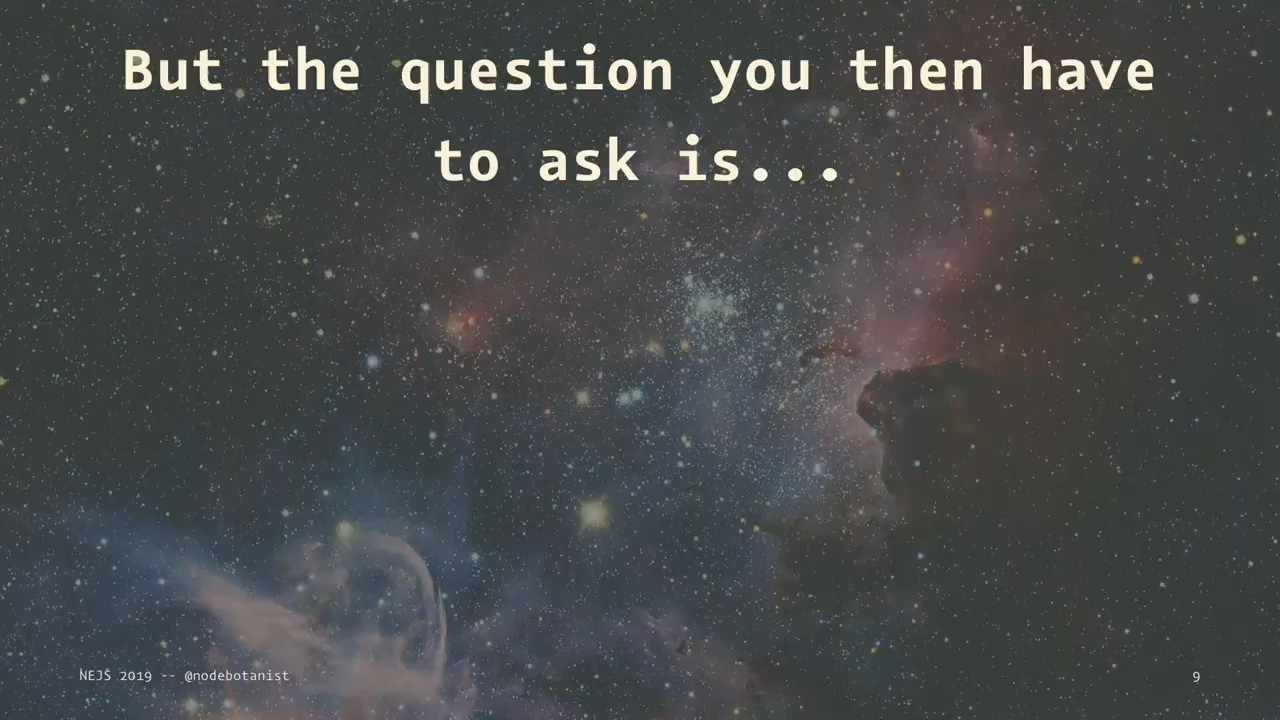 But the question you then have
to ask is...
NEJS 2019 -- @nodebotanist
9